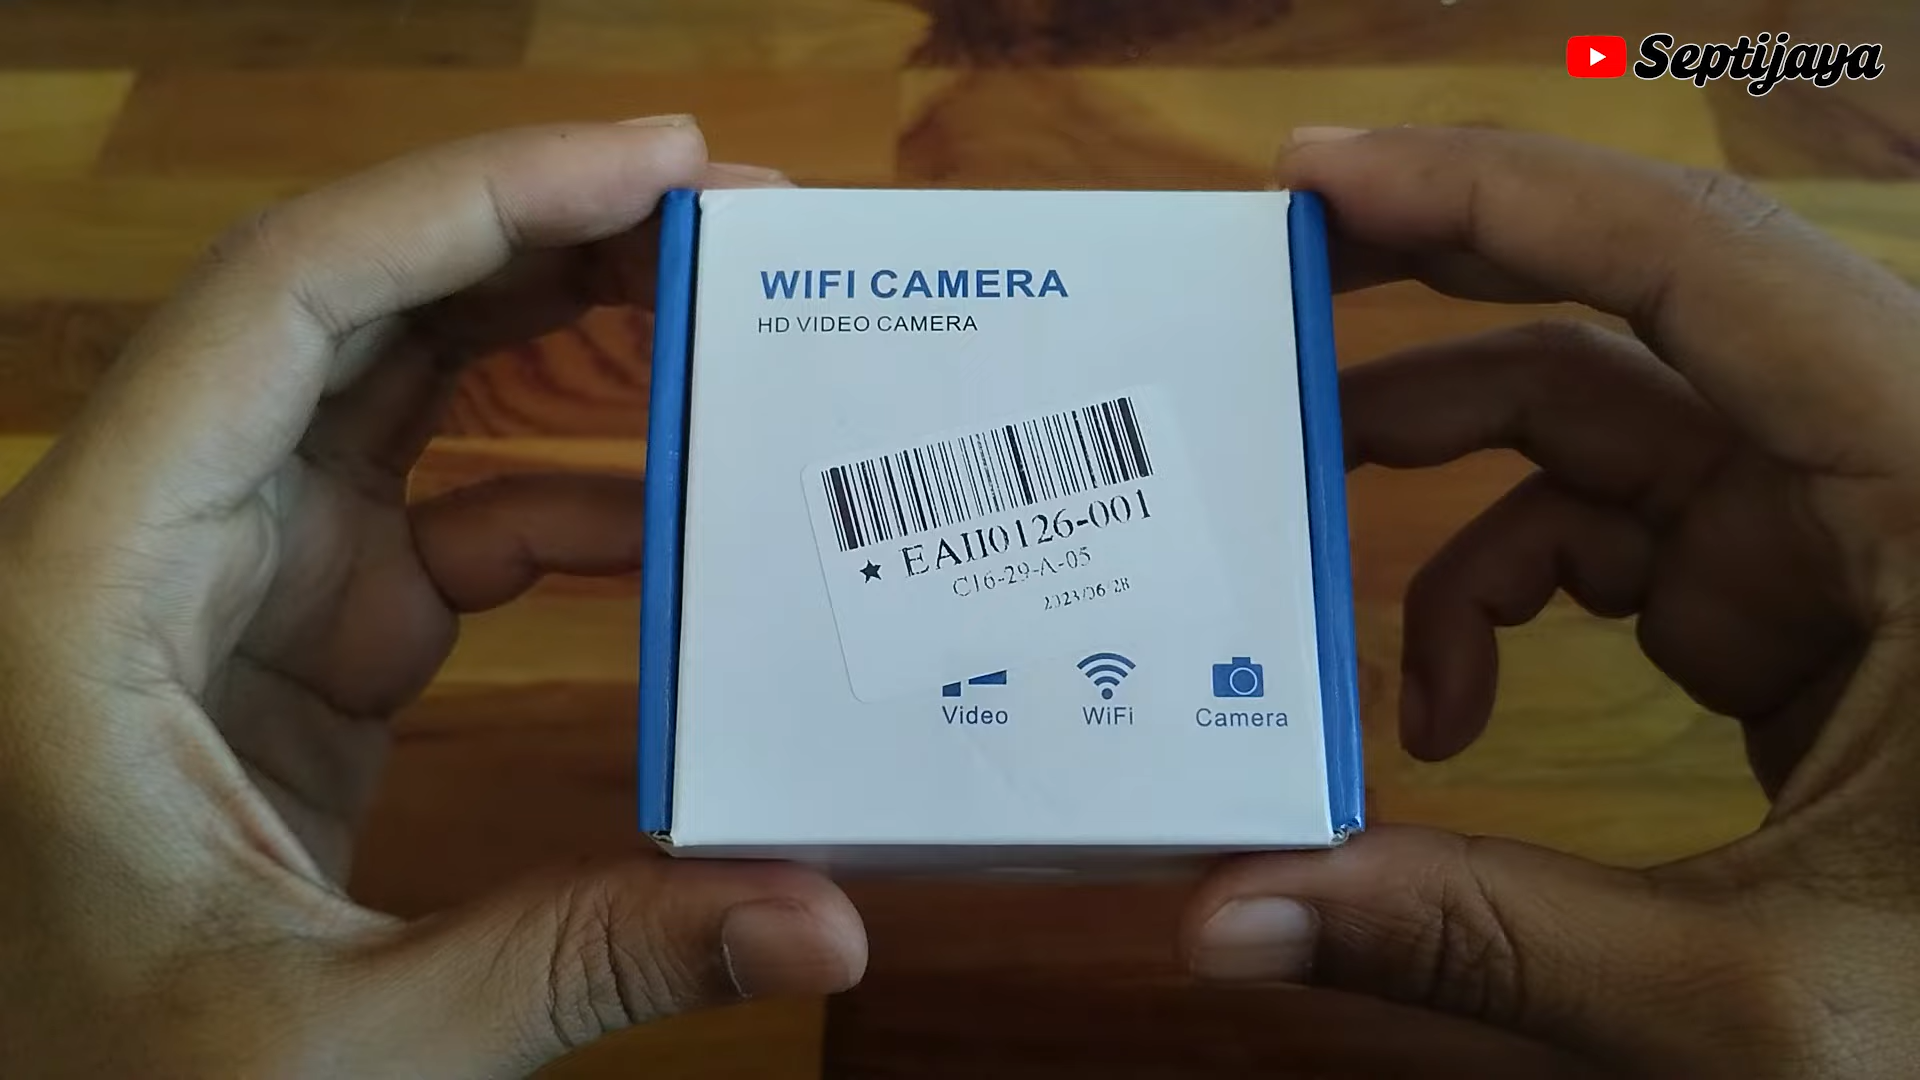 Septijaya
WIFI CAMERA
HD VIDEO CAMERA
★ EAII0126-001
C16-29-A-05
2023/06/28
Video WiFi Camera